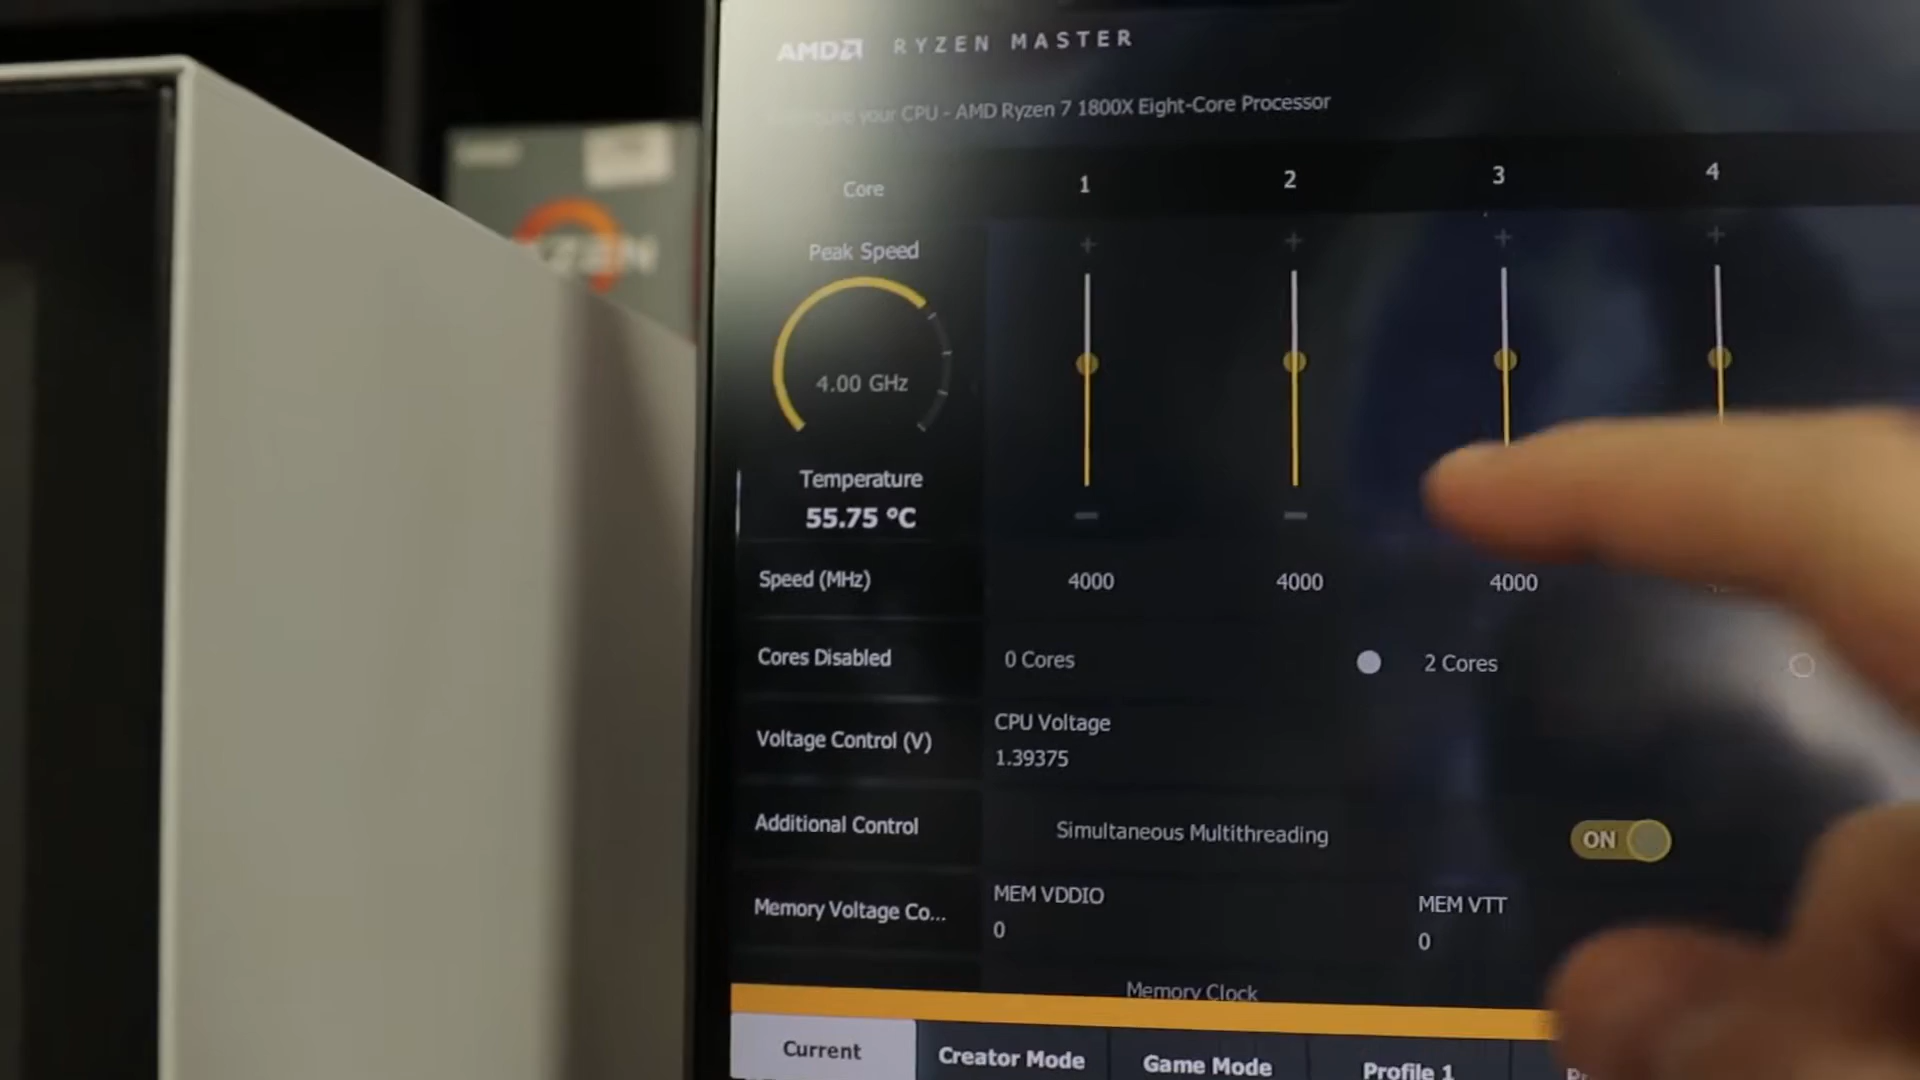 AMD RYZEN MASTER
your CPU - AMD Ryzen 7 1800X Eight-Core Processor
Core 1 2 3 4
Peak Speed
+ + + +
4.00 GHz
Temperature
55.75 °C
Speed (MHz) 4000 4000 4000
Cores Disabled 0 Cores 2 Cores
CPU Voltage
Voltage Control (V)
1.39375
Additional Control Simultaneous Multithreading ON
MEM VDDIO MEM VTT
Memory Voltage Co...
0 0
Memory Clock
Current Creator Mode Game Mode Profile 1